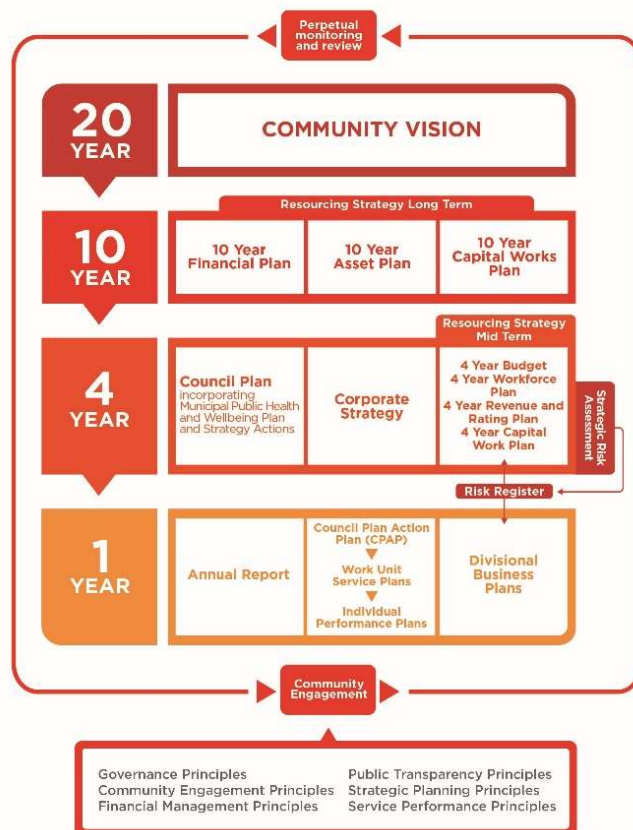 Perpetual
monitoring
and review
20
YEAR
COMMUNITY VISION
Resourcing Strategy Long Term
10
YEAR
10 Year
Financial Plan
10 Year
Asset Plan
10 Year
Capital Works
Plan
Resourcing Strategy
Mid Term
4
YEAR
Council Plan
incorporating
Municipal Public Health
and Wellbeing Plan
and Strategy Actions
Corporate
Strategy
4 Year Budget
4 Year Workforce
Plan
4 Year Revenue and
Rating Plan
4 Year Capital
Work Plan
Strategic Risk
Assessment
Risk Register
1
YEAR
Annual Report
Council Plan Action
Plan (CPAP)
Work Unit
Service Plans
Individual
Performance Plans
Divisional
Business
Plans
Community
Engagement
Governance Principles
Community Engagement Principles
Financial Management Principles
Public Transparency Principles
Strategic Planning Principles
Service Performance Principles